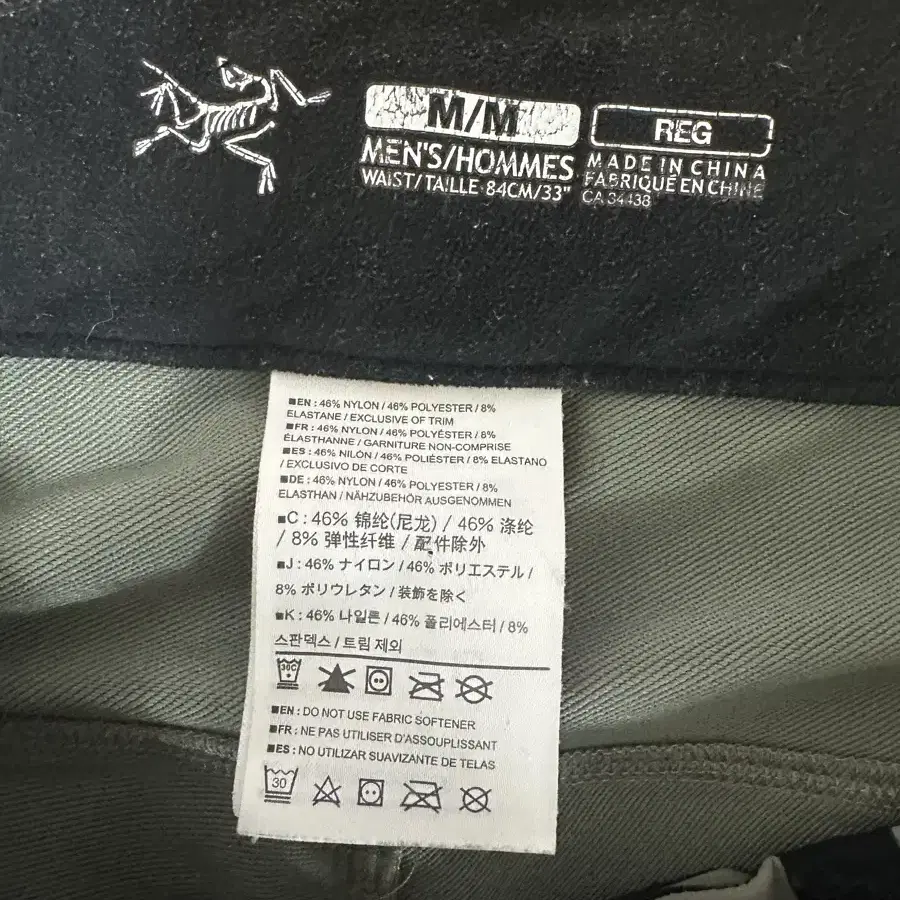 M/M
MEN'S/HOMMES
WAIST/TAILLE 84CM/33"
REG
MADE IN CHINA
FABRIQUÉ EN CHINE
CA 34438
■EN : 46% NYLON / 46% POLYESTER / 8%
ELASTANE / EXCLUSIVE OF TRIM
■FR : 46% NYLON / 46% POLYÉSTER / 8%
ÉLASTHANNE / GARNITURE NON-COMPRISE
■ES : 46% NILÓN / 46% POLIÉSTER / 8% ELASTANO
/ EXCLUSIVO DE CORTE
■DE : 46% NYLON / 46% POLYESTER / 8%
ELASTHAN / NÄHZUBEHÖR AUSGENOMMEN
■C : 46% 锦纶(尼龙) / 46% 涤纶
/ 8% 弹性纤维 / 配件除外
■J : 46% ナイロン / 46% ポリエステル /
8% ポリウレタン / 装飾を除く
■K : 46% 나일론 / 46% 폴리에스터 / 8%
스판덱스 / 트림 제외
30C
■EN : DO NOT USE FABRIC SOFTENER
■FR : NE PAS UTILISER D'ASSOUPLISSANT
■ES : NO UTILIZAR SUAVIZANTE DE TELAS
30